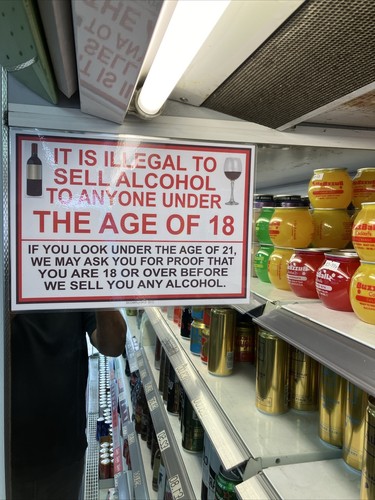 IT IS ILLEGAL TO
SELL ALCOHOL
TO ANYONE UNDER
THE AGE OF 18
IF YOU LOOK UNDER THE AGE OF 21,
WE MAY ASK YOU FOR PROOF THAT
YOU ARE 18 OR OVER BEFORE
WE SELL YOU ANY ALCOHOL.